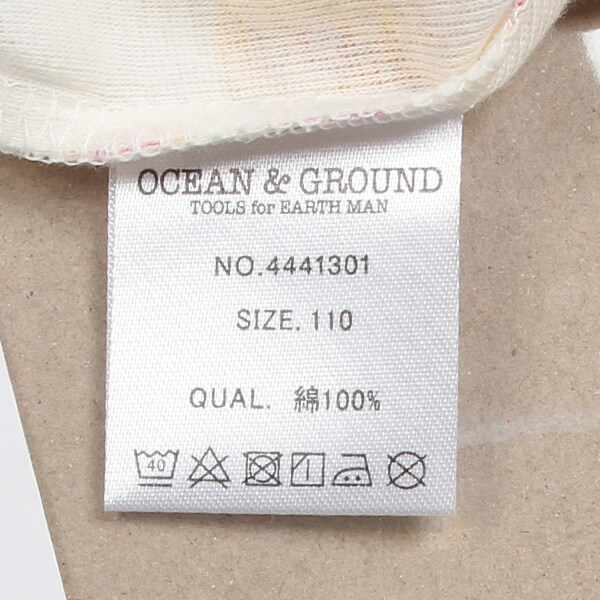 OCEAN & GROUND
TOOLS for EARTH MAN
NO.4441301
SIZE.110
QUAL. 綿100%
40